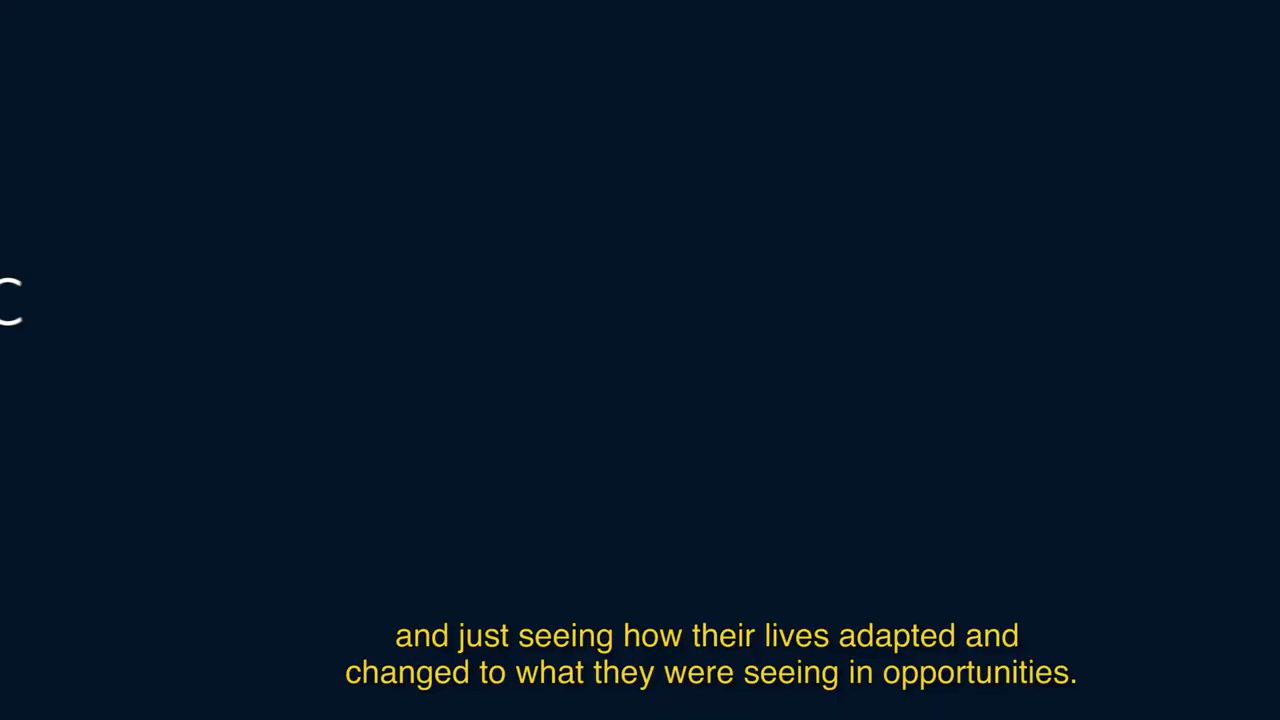 C
and just seeing how their lives adapted and
changed to what they were seeing in opportunities.